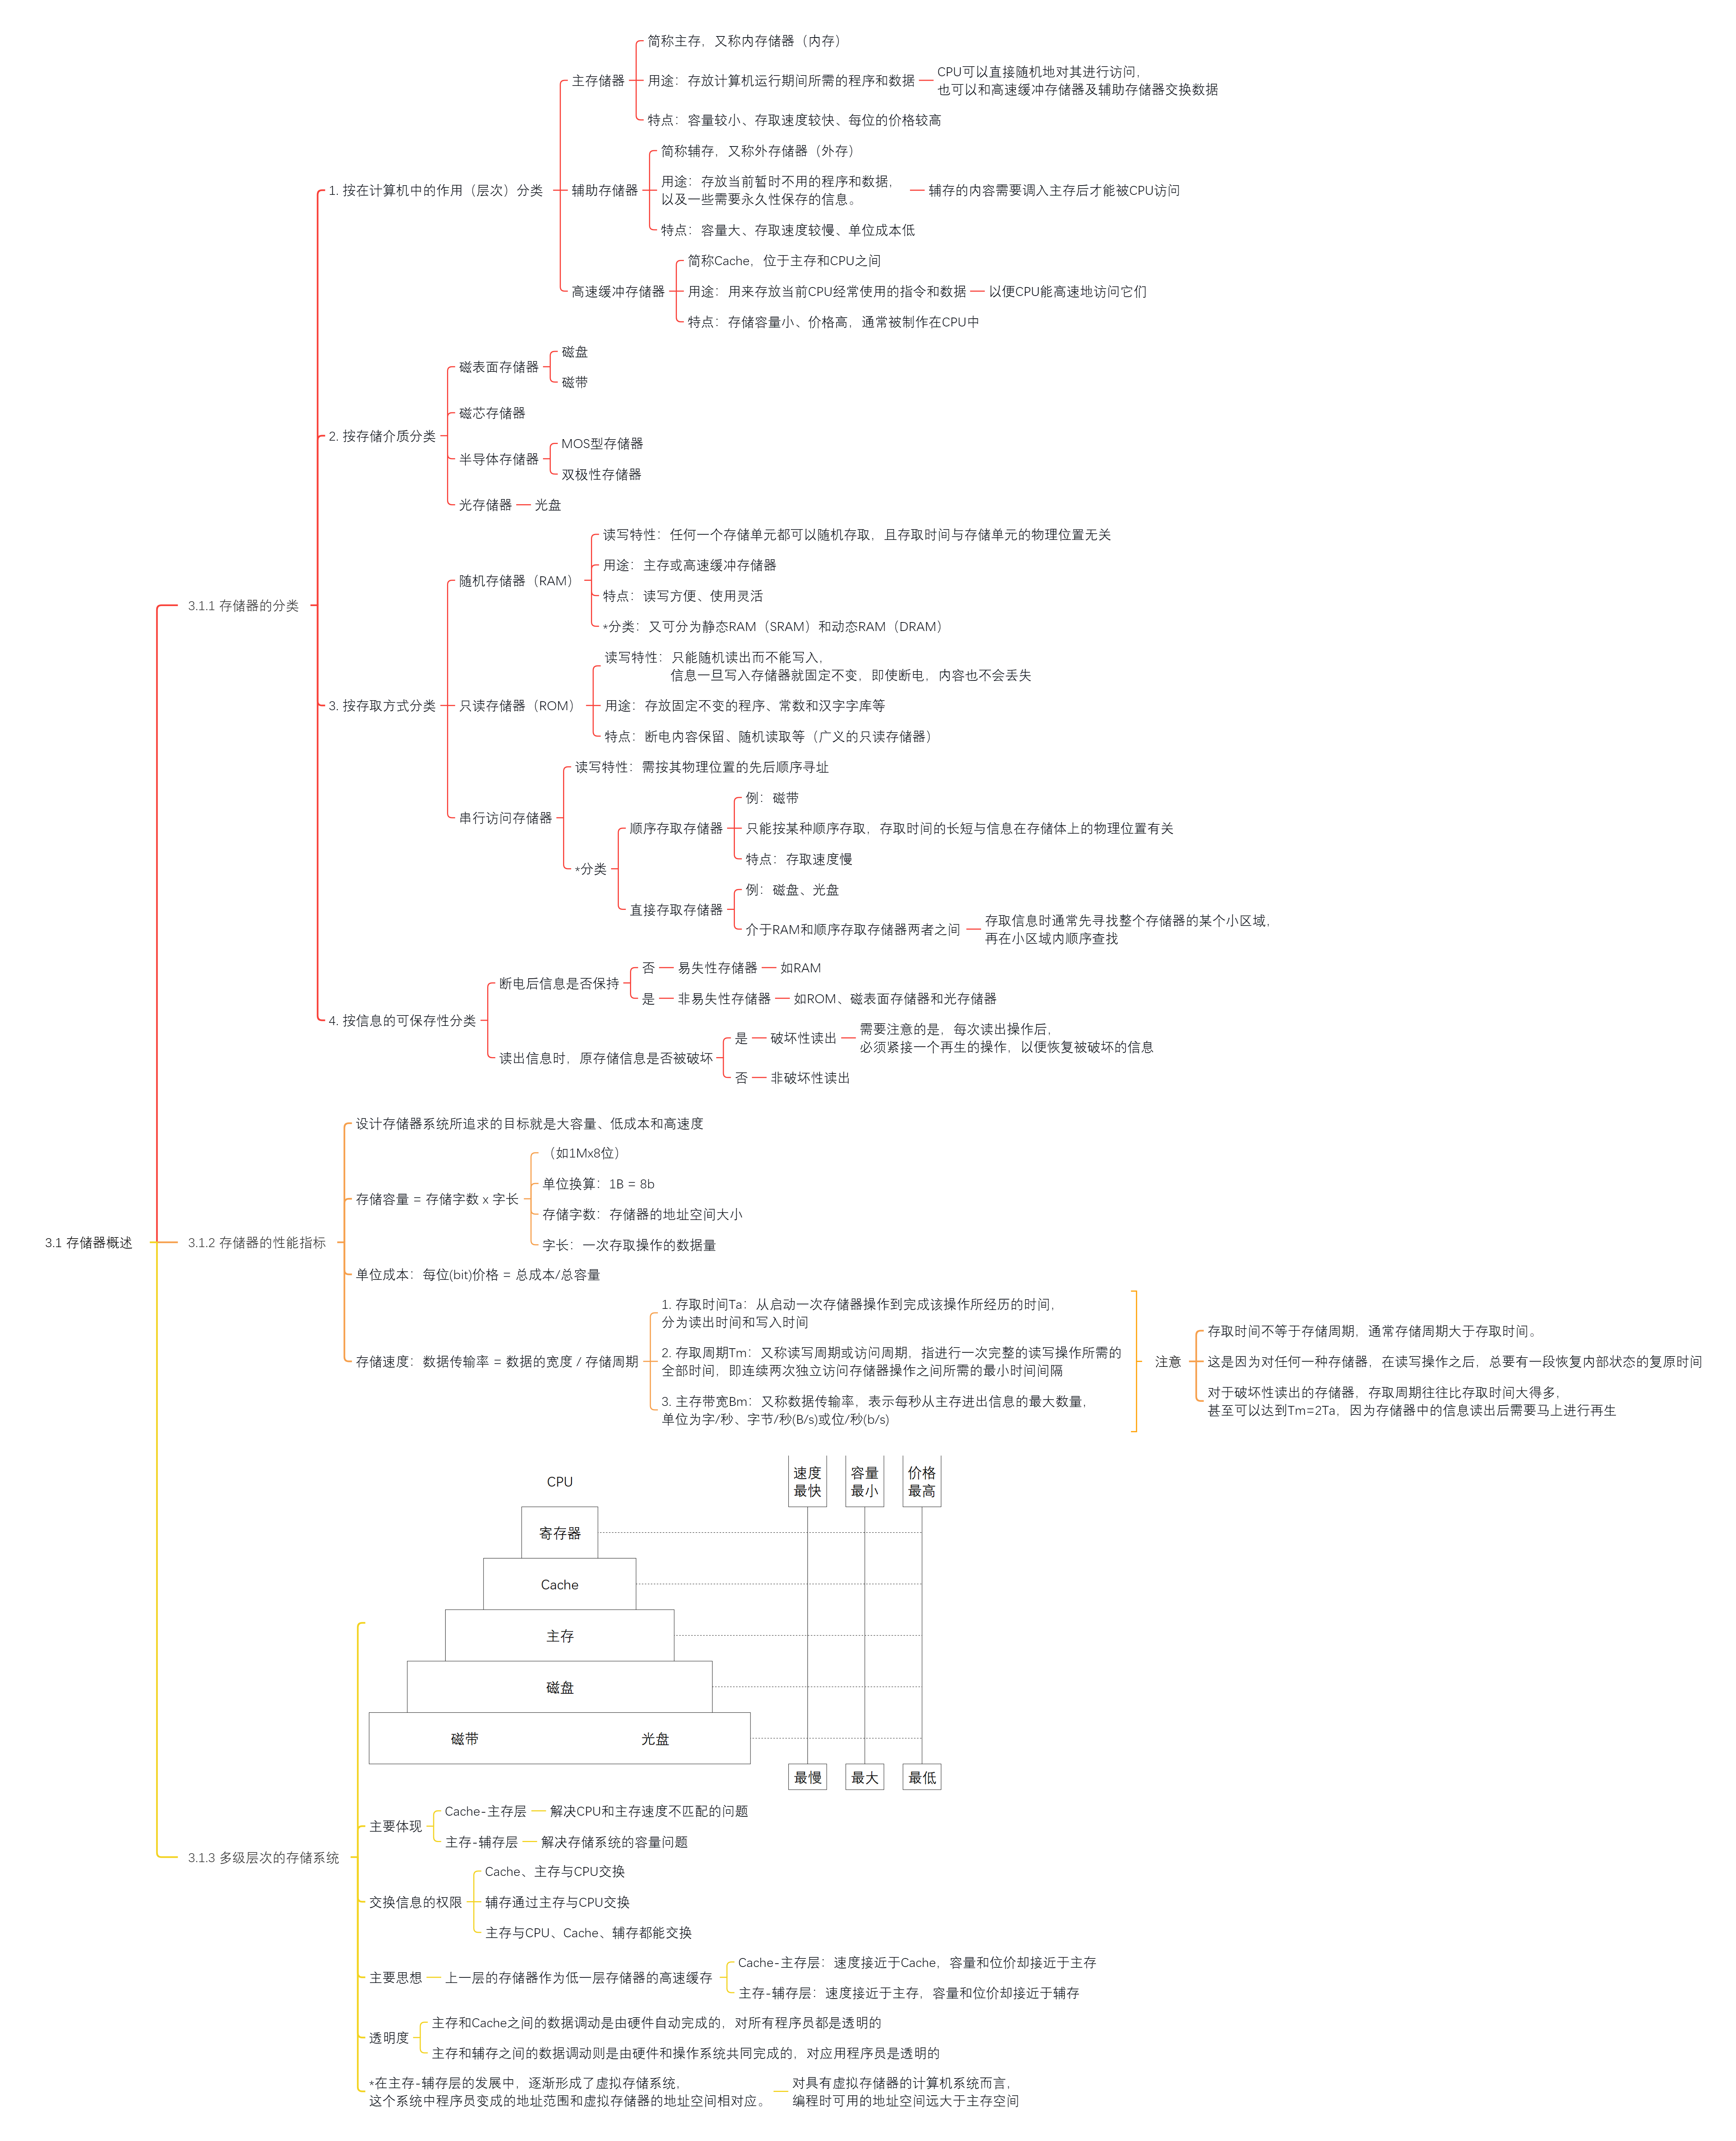 3.1 存储器概述
3.1.1 存储器的分类
1. 按在计算机中的作用（层次）分类
主存储器
简称主存，又称内存储器（内存）
用途：存放计算机运行期间所需的程序和数据
CPU可以直接随机地对其进行访问，
也可以和高速缓冲存储器及辅助存储器交换数据
特点：容量较小、存取速度较快、每位的价格较高
辅助存储器
简称辅存，又称外存储器（外存）
用途：存放当前暂时不用的程序和数据，
以及一些需要永久性保存的信息。
辅存的内容需要调入主存后才能被CPU访问
特点：容量大、存取速度较慢、单位成本低
高速缓冲存储器
简称Cache，位于主存和CPU之间
用途：用来存放当前CPU经常使用的指令和数据
以便CPU能高速地访问它们
特点：存储容量小、价格高，通常被制作在CPU中
2. 按存储介质分类
磁表面存储器
磁盘
磁带
磁芯存储器
半导体存储器
MOS型存储器
双极性存储器
光存储器
光盘
3. 按存取方式分类
随机存储器（RAM）
读写特性：任何一个存储单元都可以随机存取，且存取时间与存储单元的物理位置无关
用途：主存或高速缓冲存储器
特点：读写方便、使用灵活
*分类：又可分为静态RAM（SRAM）和动态RAM（DRAM）
只读存储器（ROM）
读写特性：只能随机读出而不能写入，
信息一旦写入存储器就固定不变，即使断电，内容也不会丢失
用途：存放固定不变的程序、常数和汉字字库等
特点：断电内容保留、随机读取等（广义的只读存储器）
串行访问存储器
读写特性：需按其物理位置的先后顺序寻址
*分类
顺序存取存储器
例：磁带
只能按某种顺序存取，存取时间的长短与信息在存储体上的物理位置有关
特点：存取速度慢
直接存取存储器
例：磁盘、光盘
介于RAM和顺序存取存储器两者之间
存取信息时通常先寻找整个存储器的某个小区域，
再在小区域内顺序查找
4. 按信息的可保存性分类
断电后信息是否保持
否
易失性存储器
如RAM
是
非易失性存储器
如ROM、磁表面存储器和光存储器
读出信息时，原存储信息是否被破坏
是
破坏性读出
需要注意的是，每次读出操作后，
必须紧接一个再生的操作，以便恢复被破坏的信息
否
非破坏性读出
3.1.2 存储器的性能指标
设计存储器系统所追求的目标就是大容量、低成本和高速度
存储容量 = 存储字数 x 字长
（如1Mx8位）
单位换算：1B = 8b
存储字数：存储器的地址空间大小
字长：一次存取操作的数据量
单位成本：每位(bit)价格 = 总成本/总容量
存储速度：数据传输率 = 数据的宽度 / 存储周期
1. 存取时间Ta：从启动一次存储器操作到完成该操作所经历的时间，
分为读出时间和写入时间
2. 存取周期Tm：又称读写周期或访问周期，指进行一次完整的读写操作所需的
全部时间，即连续两次独立访问存储器操作之间所需的最小时间间隔
3. 主存带宽Bm：又称数据传输率，表示每秒从主存进出信息的最大数量，
单位为字/秒、字节/秒(B/s)或位/秒(b/s)
注意
存取时间不等于存储周期，通常存储周期大于存取时间。
这是因为对任何一种存储器，在读写操作之后，总要有一段恢复内部状态的复原时间
对于破坏性读出的存储器，存取周期往往比存取时间大得多，
甚至可以达到Tm=2Ta，因为存储器中的信息读出后需要马上进行再生
3.1.3 多级层次的存储系统
CPU
寄存器
Cache
主存
磁盘
磁带 光盘
速度
最快
容量
最小
价格
最高
最慢
最大
最低
主要体现
Cache-主存层
解决CPU和主存速度不匹配的问题
主存-辅存层
解决存储系统的容量问题
交换信息的权限
Cache、主存与CPU交换
辅存通过主存与CPU交换
主存与CPU、Cache、辅存都能交换
主要思想
上一层的存储器作为低一层存储器的高速缓存
Cache-主存层：速度接近于Cache，容量和位价却接近于主存
主存-辅存层：速度接近于主存，容量和位价却接近于辅存
透明度
主存和Cache之间的数据调动是由硬件自动完成的，对所有程序员都是透明的
主存和辅存之间的数据调动则是由硬件和操作系统共同完成的，对应用程序员是透明的
*在主存-辅存层的发展中，逐渐形成了虚拟存储系统，
这个系统中程序员变成的地址范围和虚拟存储器的地址空间相对应。
对具有虚拟存储器的计算机系统而言，
编程时可用的地址空间远大于主存空间